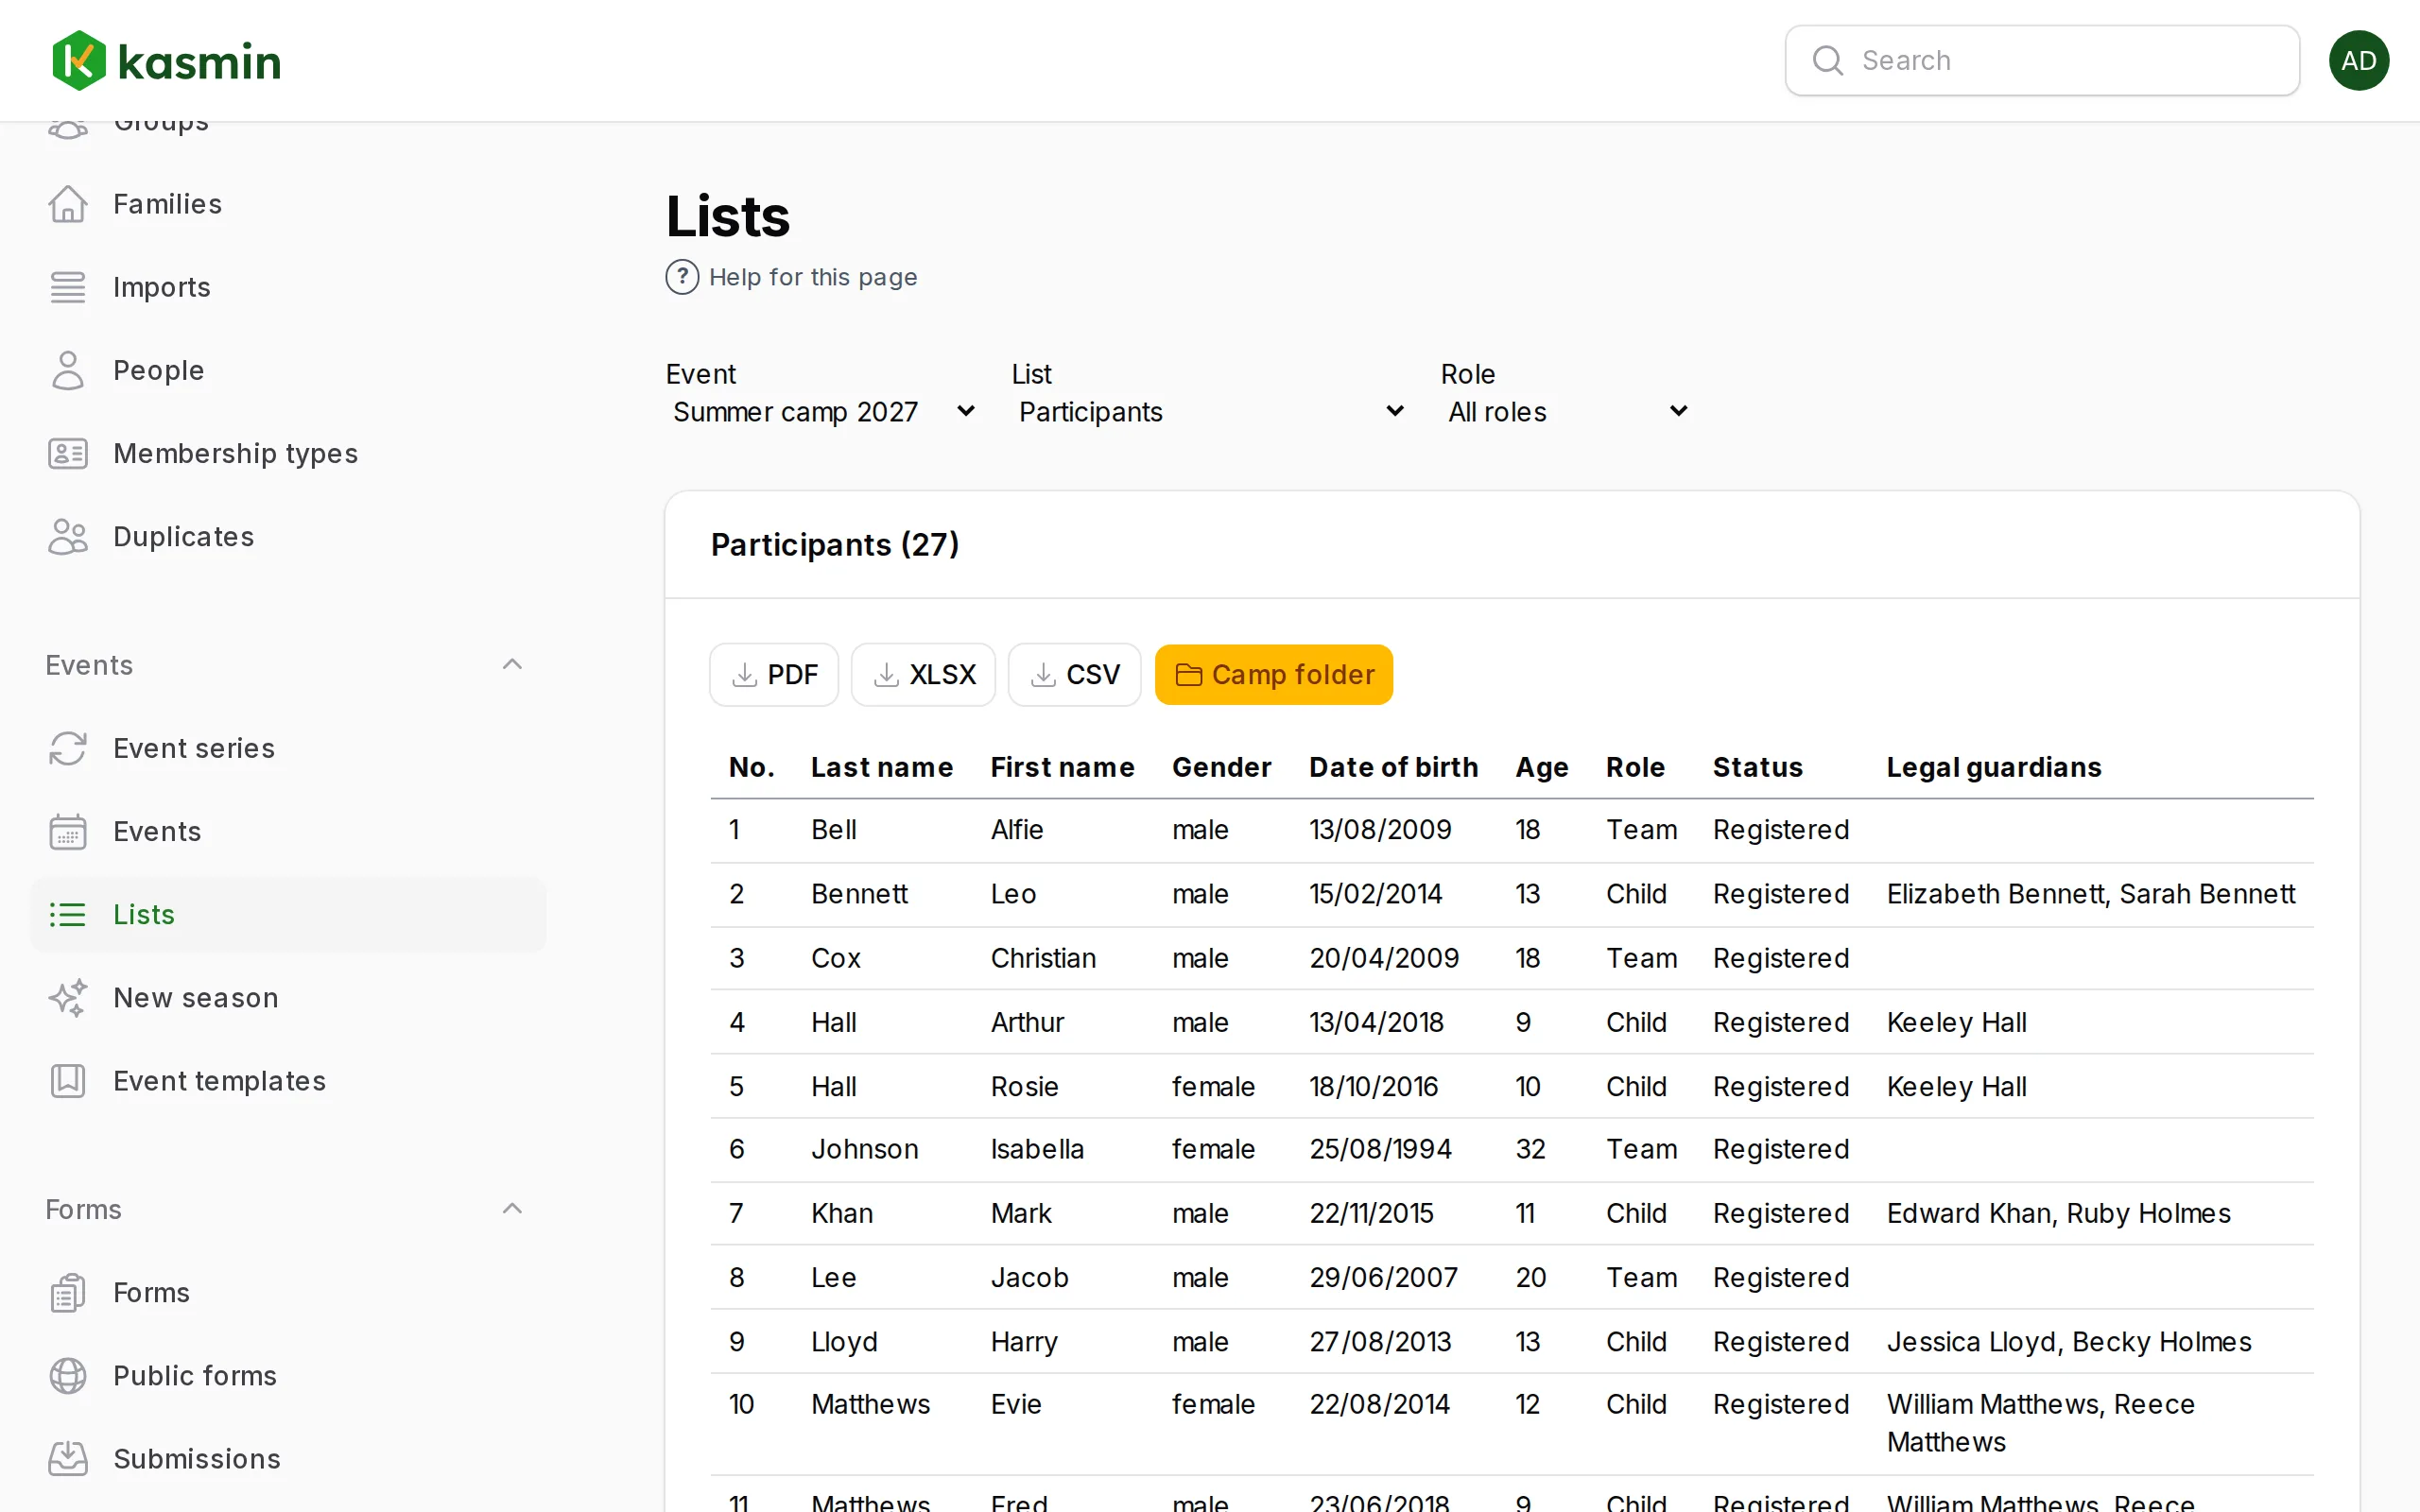 kasmin
Search
AD
Groups
Families
Imports
People
Membership types
Duplicates
Events
Event series
Events
Lists
New season
Event templates
Forms
Forms
Public forms
Submissions
Lists
? Help for this page
Event List Role
Summer camp 2027 Participants All roles
Participants (27)
PDF XLSX CSV Camp folder
No. Last name First name Gender Date of birth Age Role Status Legal guardians
1 Bell Alfie male 13/08/2009 18 Team Registered
2 Bennett Leo male 15/02/2014 13 Child Registered Elizabeth Bennett, Sarah Bennett
3 Cox Christian male 20/04/2009 18 Team Registered
4 Hall Arthur male 13/04/2018 9 Child Registered Keeley Hall
5 Hall Rosie female 18/10/2016 10 Child Registered Keeley Hall
6 Johnson Isabella female 25/08/1994 32 Team Registered
7 Khan Mark male 22/11/2015 11 Child Registered Edward Khan, Ruby Holmes
8 Lee Jacob male 29/06/2007 20 Team Registered
9 Lloyd Harry male 27/08/2013 13 Child Registered Jessica Lloyd, Becky Holmes
10 Matthews Evie female 22/08/2014 12 Child Registered William Matthews, Reece
Matthews
11 Matthews Fred male 23/06/2018 9 Child Registered William Matthews, Reece